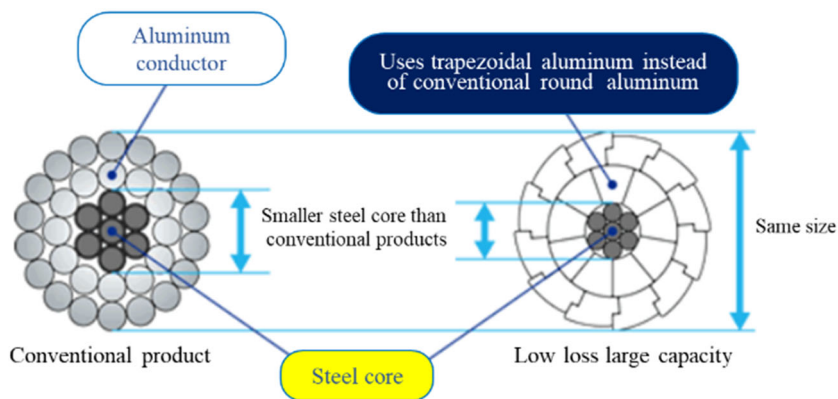 Aluminum
conductor
Uses trapezoidal aluminum instead
of conventional round aluminum
Smaller steel core than
conventional products
Same size
Conventional product
Steel core
Low loss large capacity